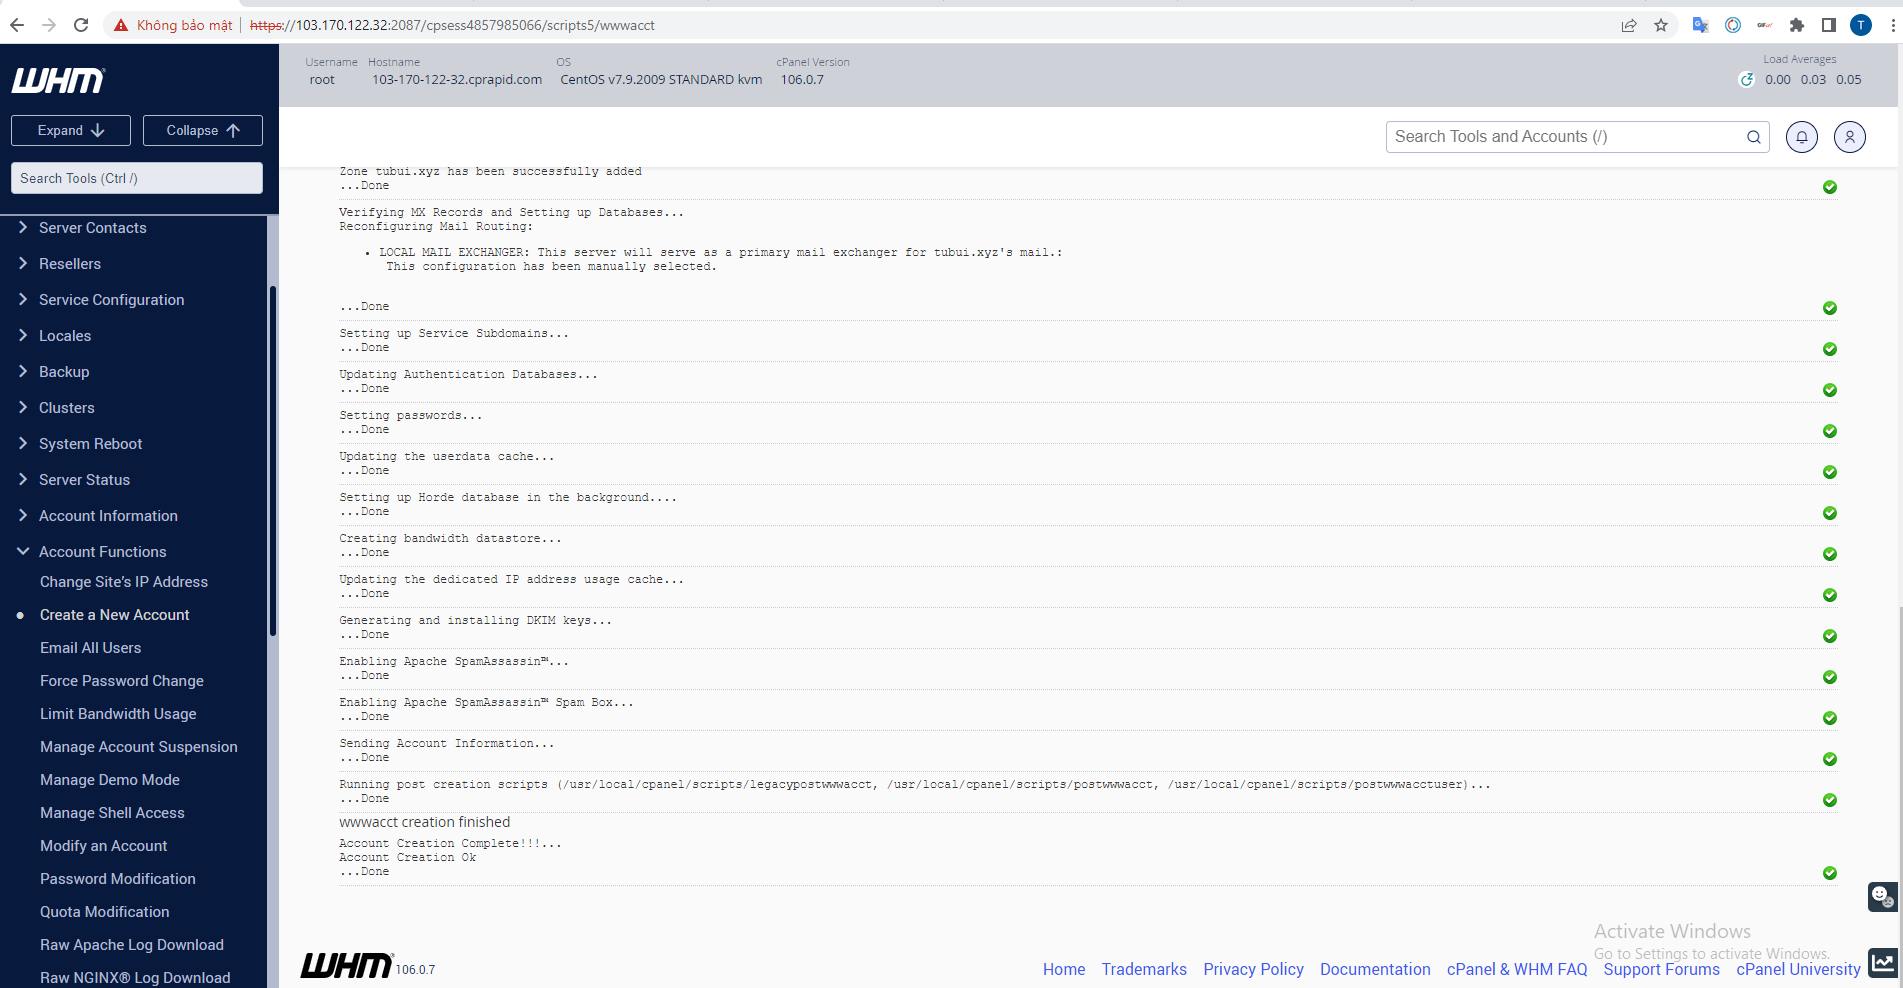 Không bảo mật https://103.170.122.32:2087/cpsess4857985066/scripts5/wwwacct
T
WHM
Expand
Collapse
Search Tools (Ctrl /)
Server Contacts
Resellers
Service Configuration
Locales
Backup
Clusters
System Reboot
Server Status
Account Information
Account Functions
Change Site's IP Address
Create a New Account
Email All Users
Force Password Change
Limit Bandwidth Usage
Manage Account Suspension
Manage Demo Mode
Manage Shell Access
Modify an Account
Password Modification
Quota Modification
Raw Apache Log Download
Raw NGINX® Log Download
Username Hostname OS cPanel Version
root 103-170-122-32.cprapid.com CentOS v7.9.2009 STANDARD kvm 106.0.7
Load Averages
0.00 0.03 0.05
Search Tools and Accounts (/)
Zone tubui.xyz has been successfully added
...Done
Verifying MX Records and Setting up Databases...
Reconfiguring Mail Routing:
• LOCAL MAIL EXCHANGER: This server will serve as a primary mail exchanger for tubui.xyz's mail.:
This configuration has been manually selected.
...Done
Setting up Service Subdomains...
...Done
Updating Authentication Databases...
...Done
Setting passwords...
...Done
Updating the userdata cache...
...Done
Setting up Horde database in the background....
...Done
Creating bandwidth datastore...
...Done
Updating the dedicated IP address usage cache...
...Done
Generating and installing DKIM keys...
...Done
Enabling Apache SpamAssassin™...
...Done
Enabling Apache SpamAssassin™ Spam Box...
...Done
Sending Account Information...
...Done
Running post creation scripts (/usr/local/cpanel/scripts/legacypostwwwacct, /usr/local/cpanel/scripts/postwwwacct, /usr/local/cpanel/scripts/postwwwacctuser)...
...Done
wwwacct creation finished
Account Creation Complete!!!...
Account Creation Ok
...Done
Activate Windows
Go to Settings to activate Windows.
WHM 106.0.7
Home Trademarks Privacy Policy Documentation cPanel & WHM FAQ Support Forums cPanel University